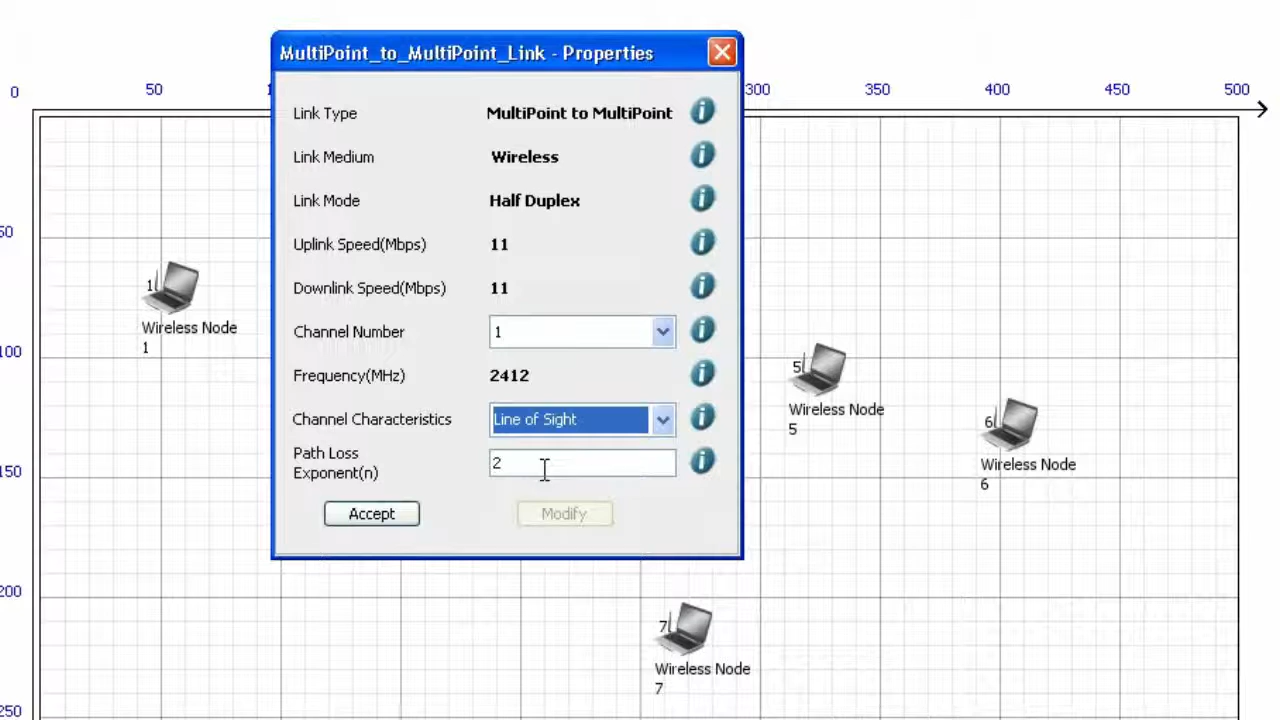 MultiPoint_to_MultiPoint_Link - Properties
0 50 300 350 400 450 500
Link Type MultiPoint to MultiPoint
Link Medium Wireless
Link Mode Half Duplex
Uplink Speed(Mbps) 11
Downlink Speed(Mbps) 11
Channel Number 1
Frequency(MHz) 2412
Channel Characteristics Line of Sight
Path Loss
Exponent(n) 2
Accept Modify
50
100
150
200
250
1
Wireless Node
1
5
Wireless Node
5
6
Wireless Node
6
7
Wireless Node
7